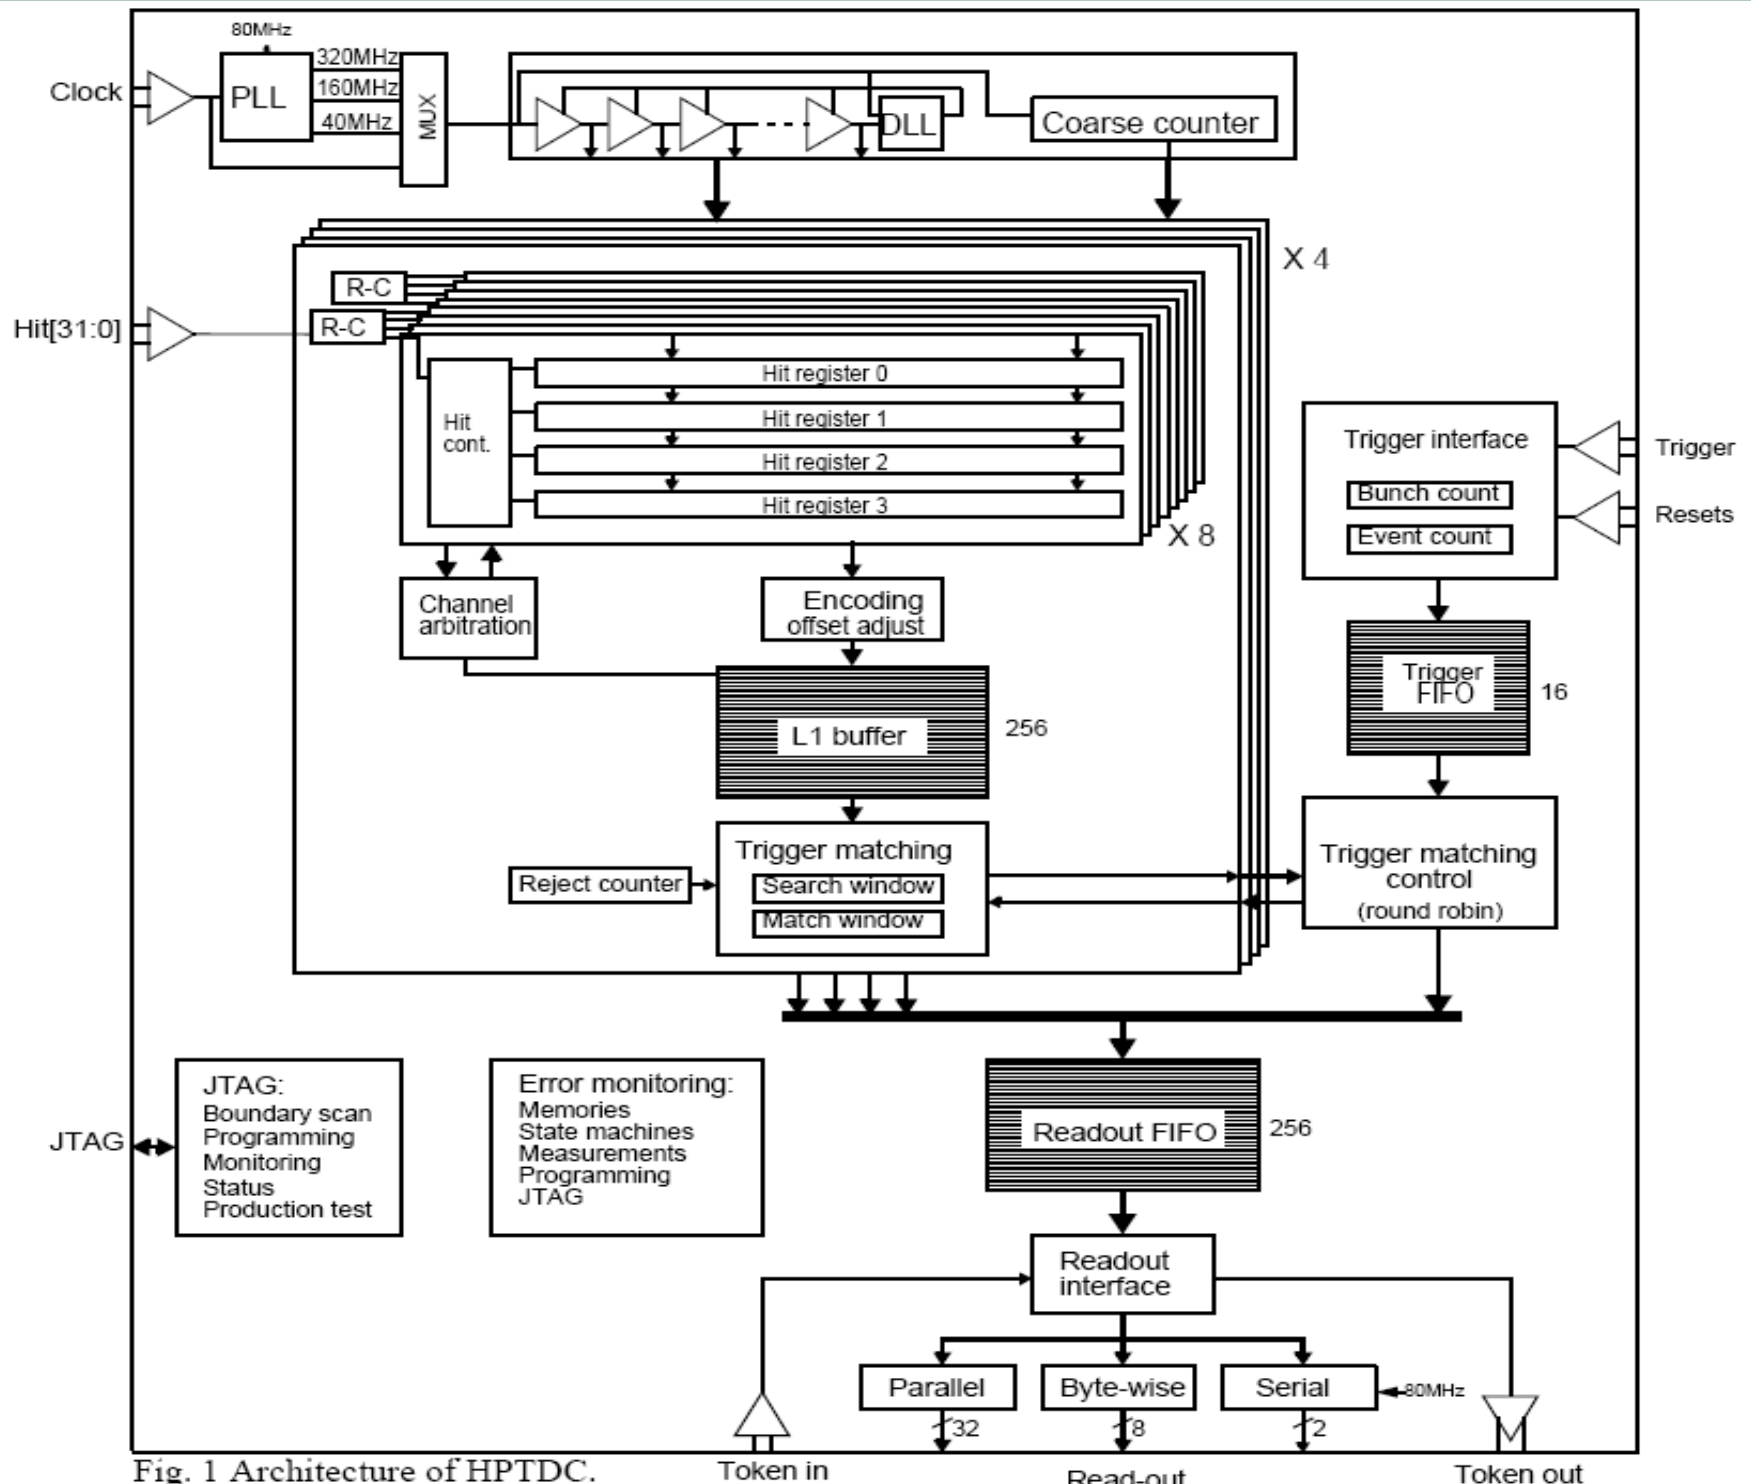 80MHz
Clock
PLL
320MHz
160MHz
40MHz
MUX
DLL
Coarse counter
X 4
R-C
R-C
Hit[31:0]
Hit cont.
Hit register 0
Hit register 1
Hit register 2
Hit register 3
X 8
Trigger interface
Bunch count
Event count
Trigger
Resets
Channel
arbitration
Encoding
offset adjust
Trigger
FIFO
16
L1 buffer
256
Trigger matching
Search window
Match window
Reject counter
Trigger matching
control
(round robin)
JTAG
JTAG:
Boundary scan
Programming
Monitoring
Status
Production test
Error monitoring:
Memories
State machines
Measurements
Programming
JTAG
Readout FIFO
256
Readout
interface
Parallel
Byte-wise
Serial
80MHz
32
8
2
Fig. 1 Architecture of HPTDC.
Token in
Read-out
Token out